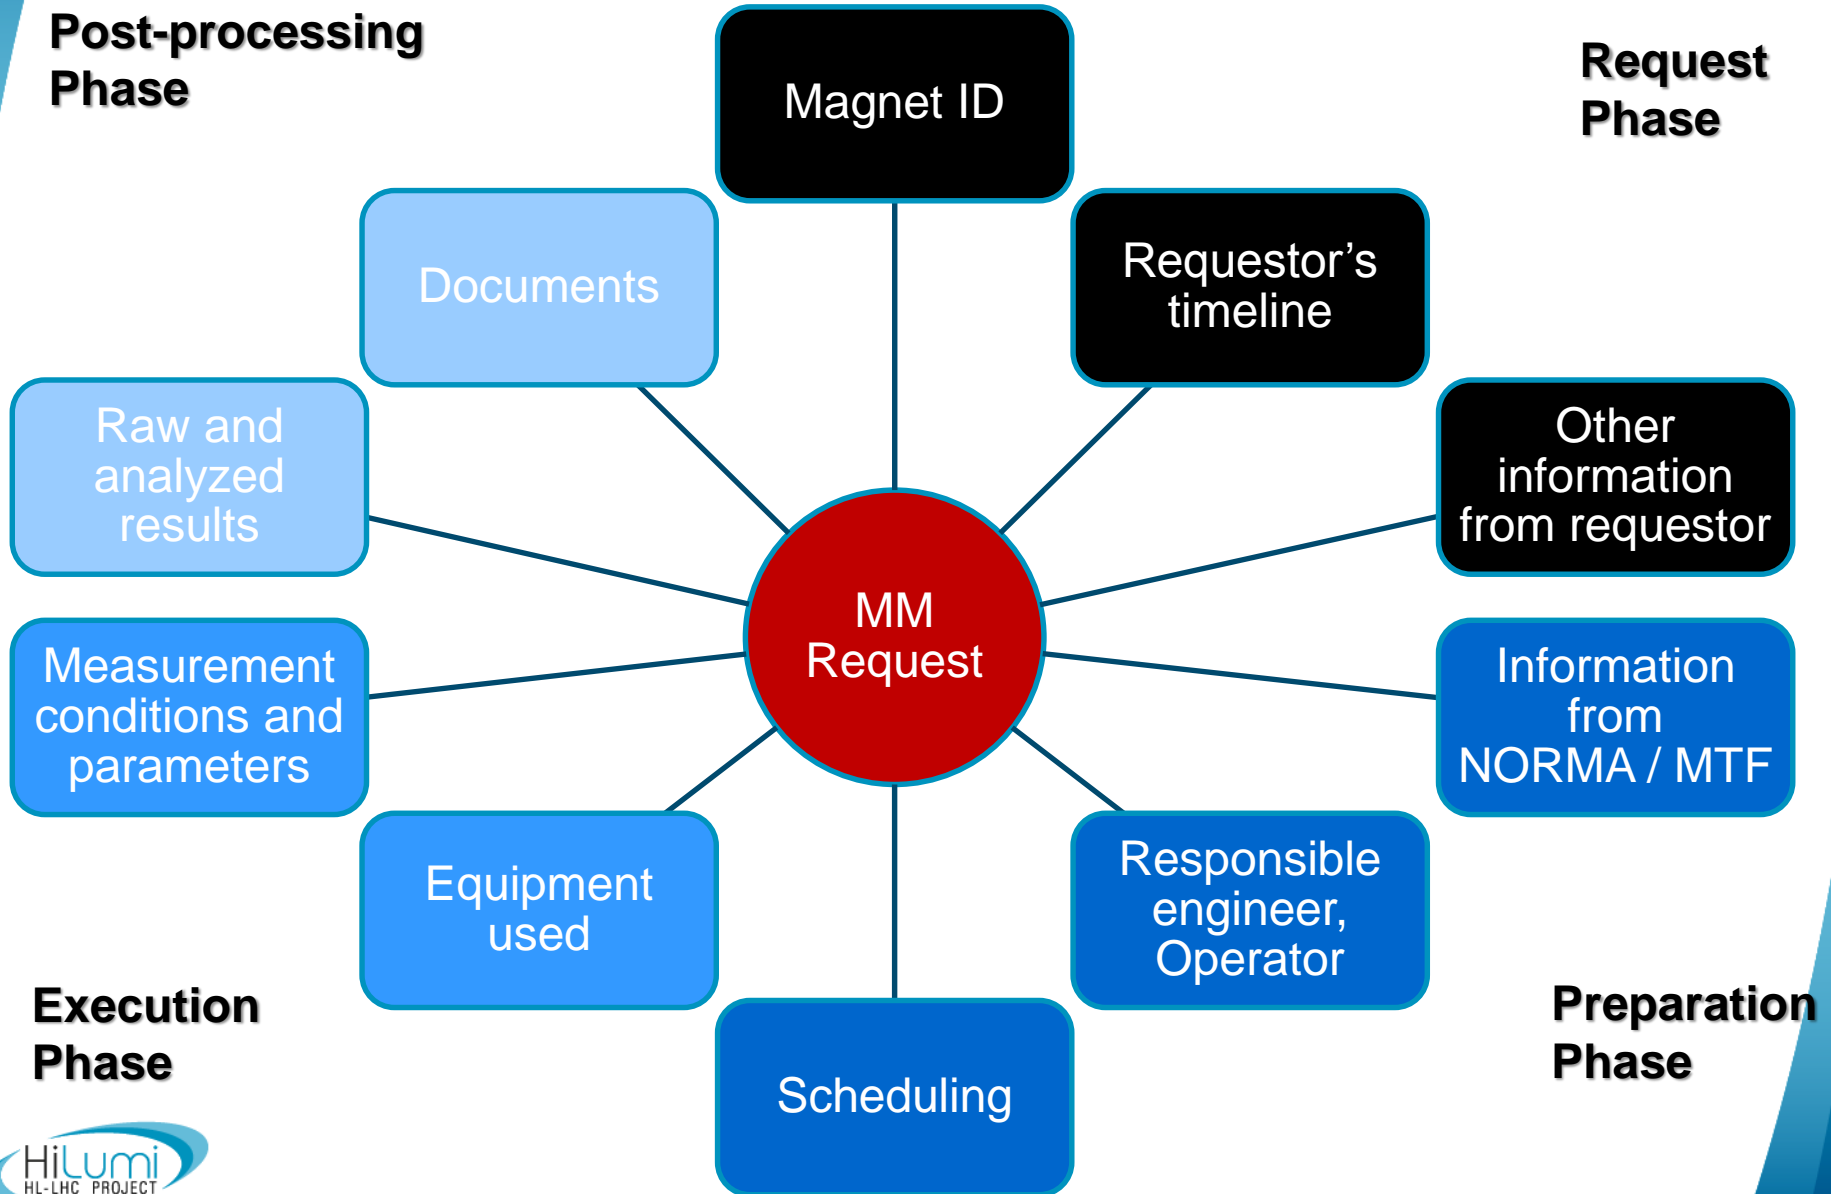 Post-processing
Phase
Magnet ID
Request
Phase
Documents
Requestor’s
timeline
Raw and
analyzed
results
Other
information
from requestor
MM
Request
Measurement
conditions and
parameters
Information
from
NORMA / MTF
Equipment
used
Responsible
engineer,
Operator
Execution
Phase
Scheduling
Preparation
Phase
HiLumi
HL-LHC PROJECT